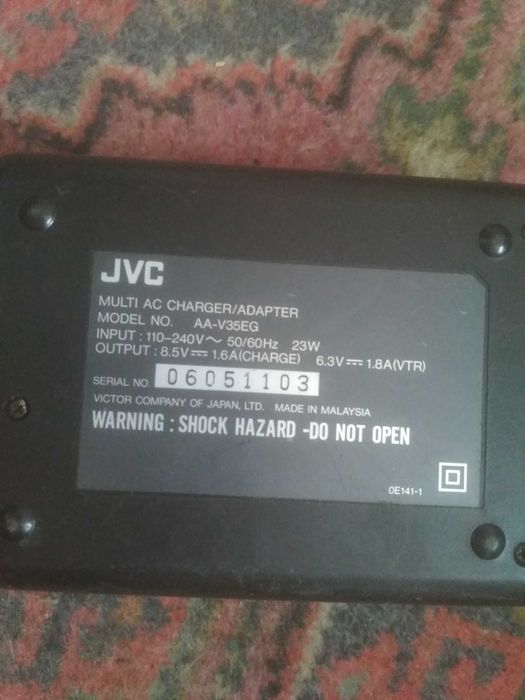 JVC
MULTI AC CHARGER/ADAPTER
MODEL NO. AA-V35EG
INPUT : 110-240V~ 50/60Hz 23W
OUTPUT : 8.5V⎓ 1.6A(CHARGE) 6.3V⎓ 1.8A(VTR)
SERIAL NO. 06051103
VICTOR COMPANY OF JAPAN, LTD. MADE IN MALAYSIA
WARNING : SHOCK HAZARD -DO NOT OPEN
OE141-1